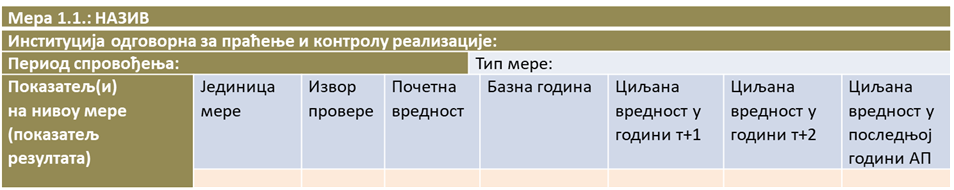 Мера 1.1.: НАЗИВ
Институција одговорна за праћење и контролу реализације:
Период спровођења: Тип мере:
Показатељ(и) на нивоу мере (показатељ резултата)
Јединица мере
Извор провере
Почетна вредност
Базна година
Циљана вредност у години т+1
Циљана вредност у години т+2
Циљана вредност у последњој години АП